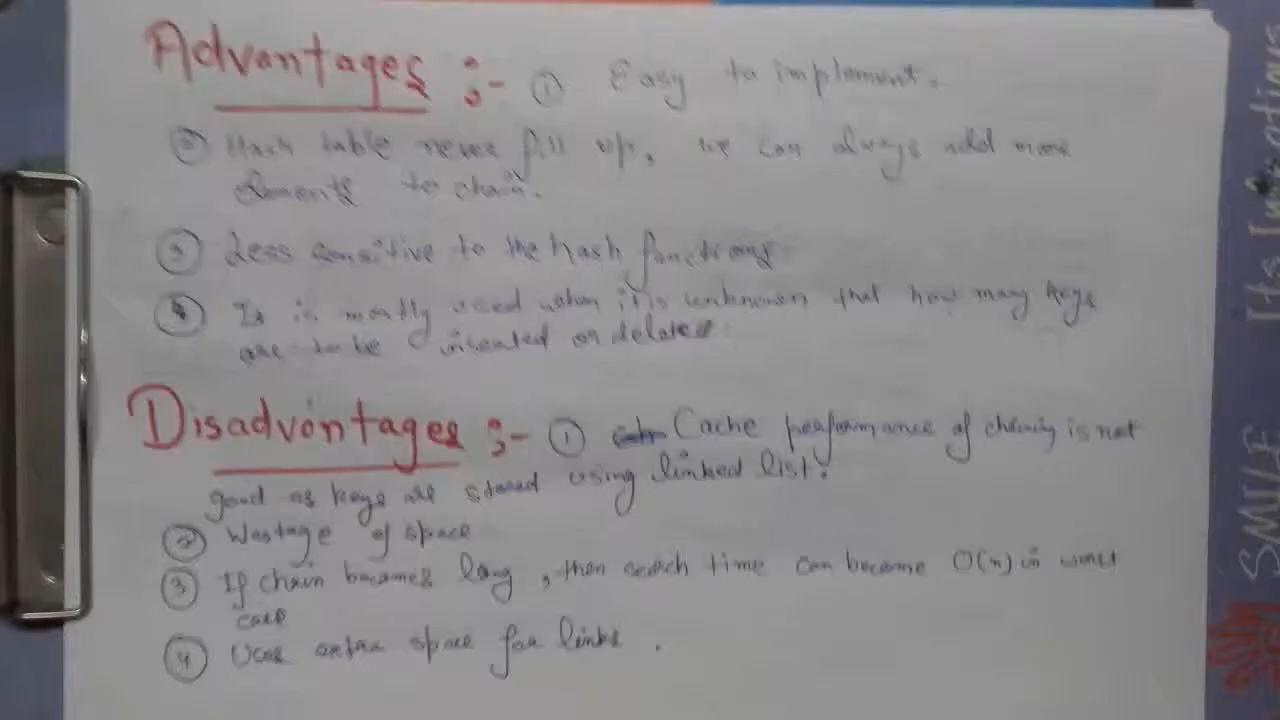 Advantages :- ① Easy to implement.
② Hash table never fill up, we can always add more
elements to chain.
③ Less sensitive to the hash functions
④ It is mostly used when it is unknown that how many keys
are to be inserted or deleted.
Disadvantages :- ① Cache performance of chaining is not
good as keys are stored using linked list.
② Wastage of space
③ If chain becomes long, then search time can become O(n) in worst
case
④ Uses extra space for links.
SMILE